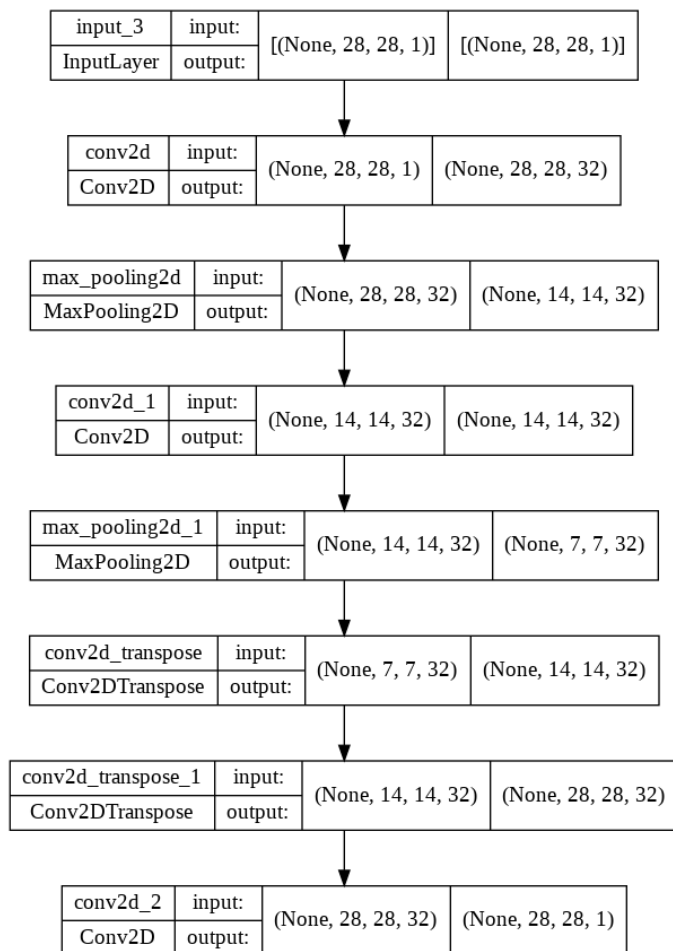 input_3 input: [(None, 28, 28, 1)] [(None, 28, 28, 1)]
InputLayer output:
conv2d input: (None, 28, 28, 1) (None, 28, 28, 32)
Conv2D output:
max_pooling2d input: (None, 28, 28, 32) (None, 14, 14, 32)
MaxPooling2D output:
conv2d_1 input: (None, 14, 14, 32) (None, 14, 14, 32)
Conv2D output:
max_pooling2d_1 input: (None, 14, 14, 32) (None, 7, 7, 32)
MaxPooling2D output:
conv2d_transpose input: (None, 7, 7, 32) (None, 14, 14, 32)
Conv2DTranspose output:
conv2d_transpose_1 input: (None, 14, 14, 32) (None, 28, 28, 32)
Conv2DTranspose output:
conv2d_2 input: (None, 28, 28, 32) (None, 28, 28, 1)
Conv2D output: